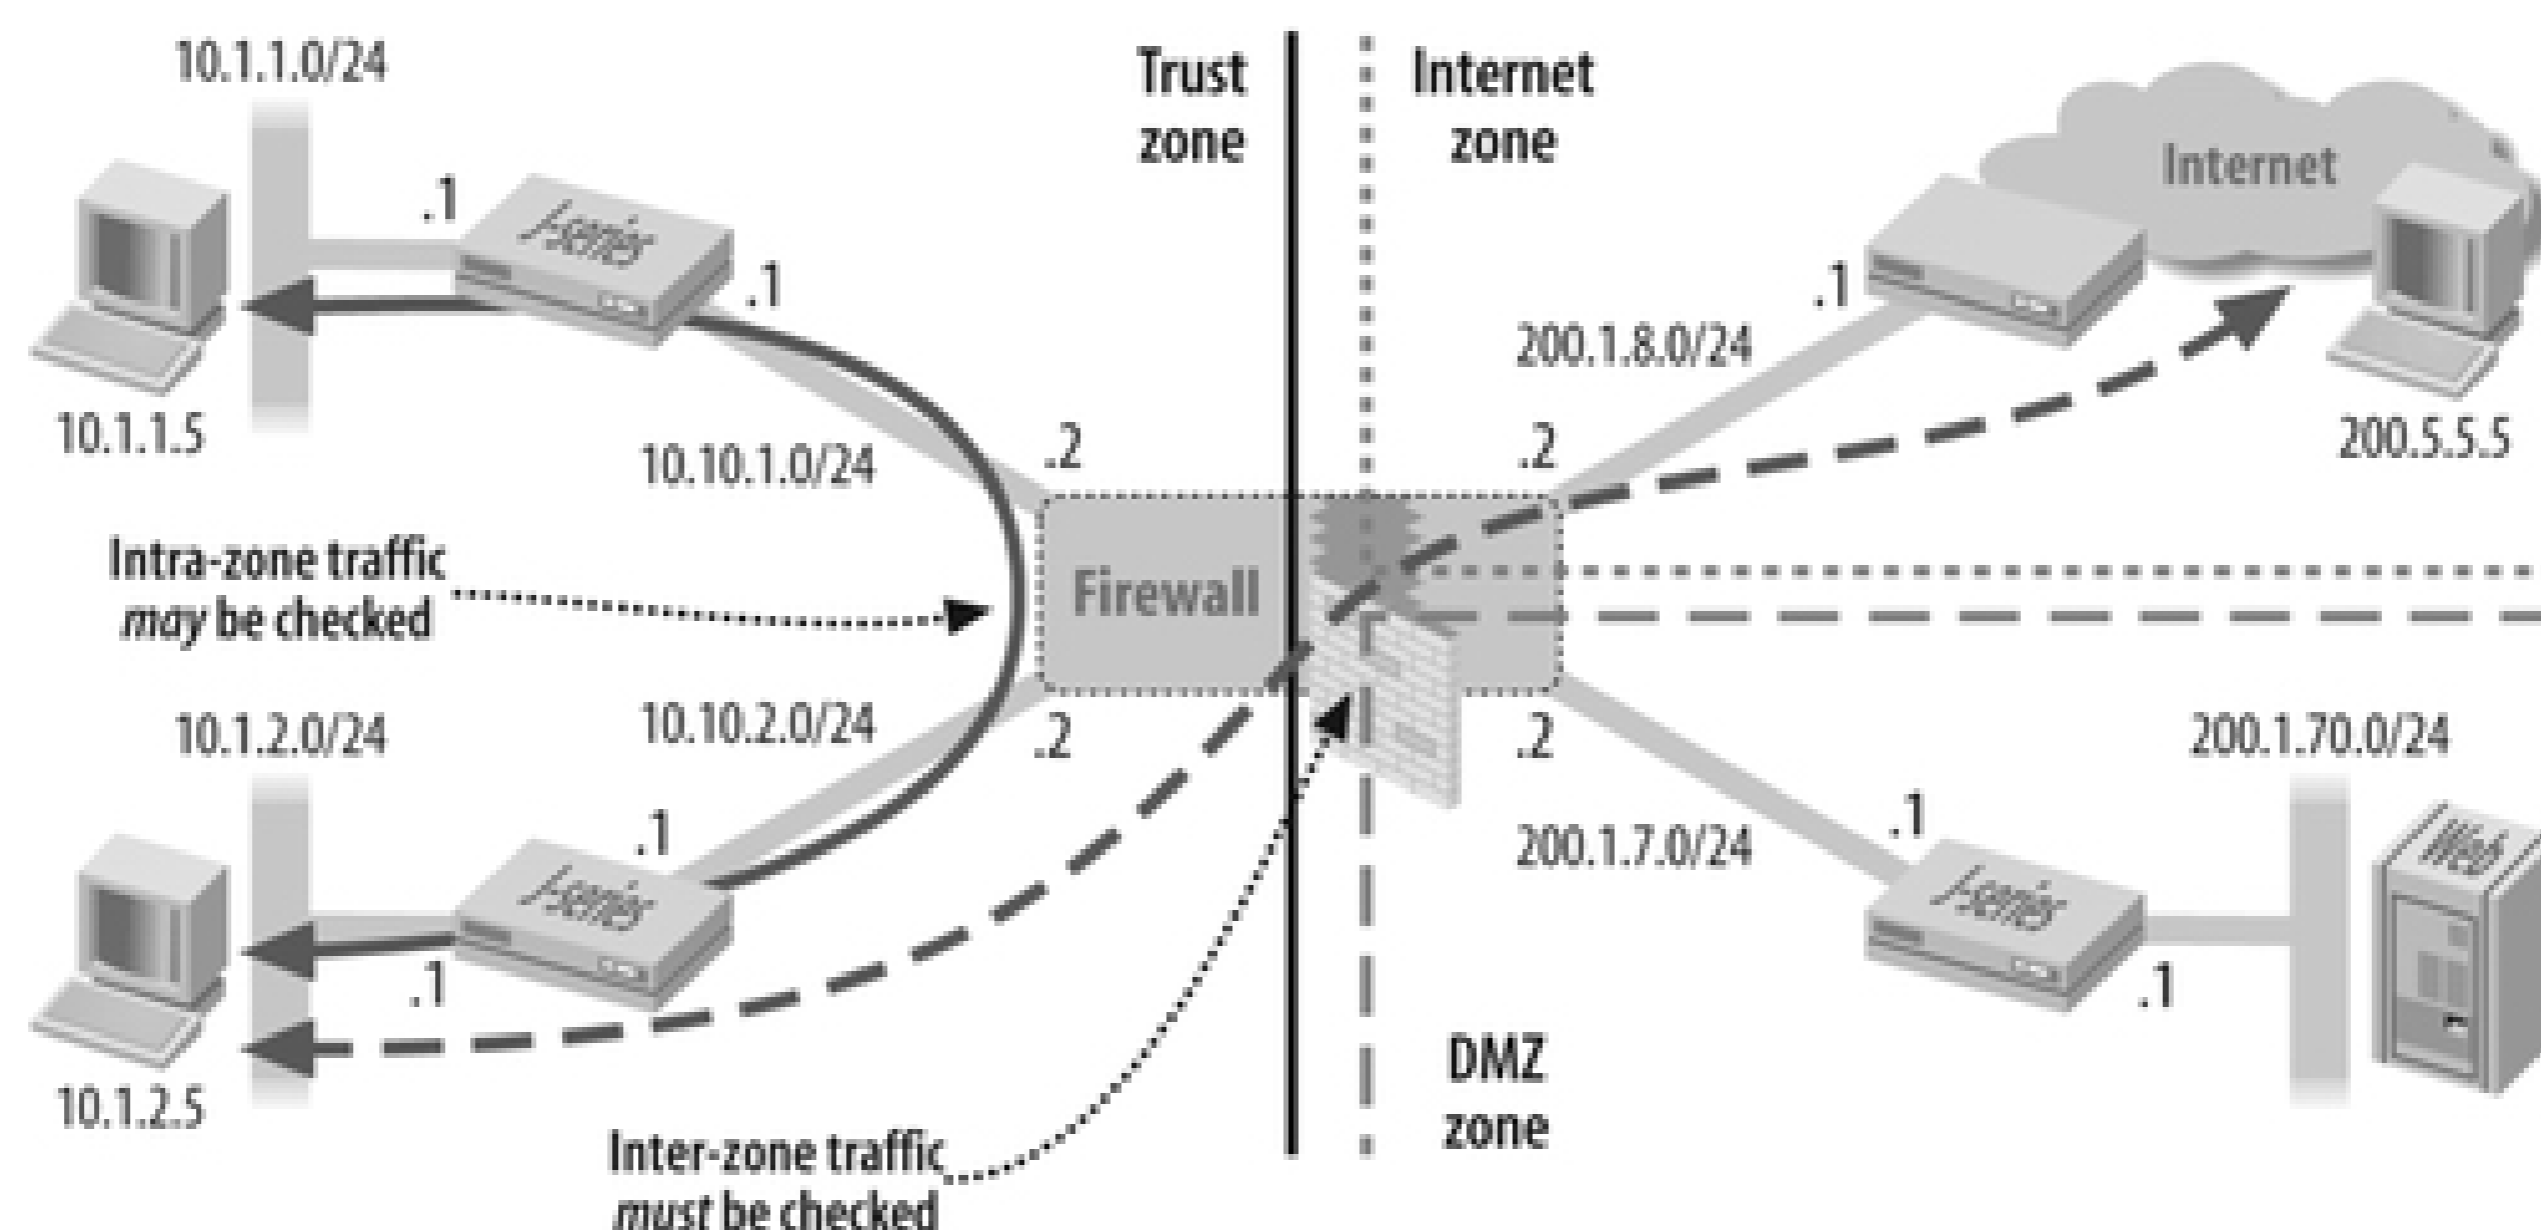 10.1.1.0/24
Trust
zone
Internet
zone
Internet
.1
J-series
.1
.1
200.1.8.0/24
10.1.1.5
10.10.1.0/24
.2
.2
200.5.5.5
Intra-zone traffic
may be checked
Firewall
10.1.2.0/24
10.10.2.0/24
.2
.2
200.1.70.0/24
.1
J-series
.1
200.1.7.0/24
.1
J-series
.1
Web
10.1.2.5
DMZ
zone
Inter-zone traffic
must be checked